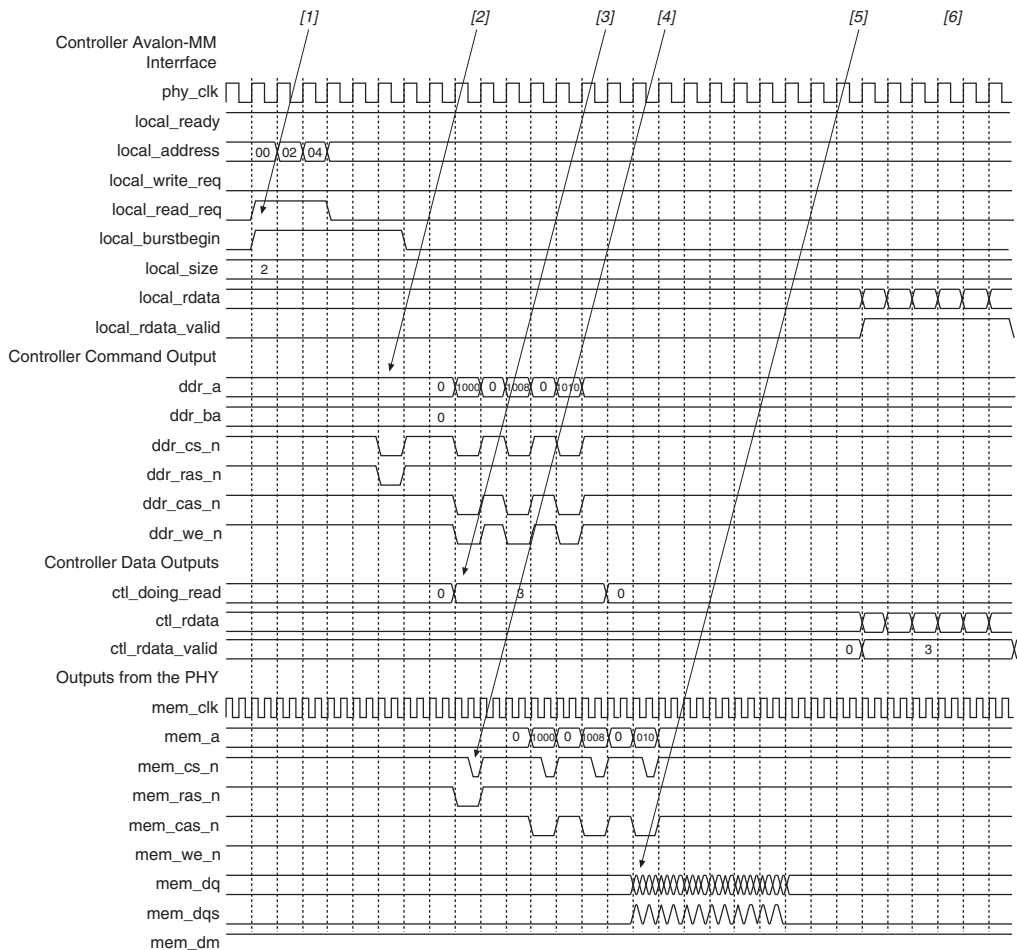 [1] [2] [3] [4] [5] [6]
Controller Avalon-MM
Interface
phy_clk
local_ready
local_address 00 02 04
local_write_req
local_read_req
local_burstbegin
local_size 2
local_rdata
local_rdata_valid
Controller Command Output
ddr_a 0 1000 0 1008 0 1010
ddr_ba 0
ddr_cs_n
ddr_ras_n
ddr_cas_n
ddr_we_n
Controller Data Outputs
ctl_doing_read 0 3 0
ctl_rdata
ctl_rdata_valid 0 3
Outputs from the PHY
mem_clk
mem_a 0 1000 0 1008 0 010
mem_cs_n
mem_ras_n
mem_cas_n
mem_we_n
mem_dq
mem_dqs
mem_dm